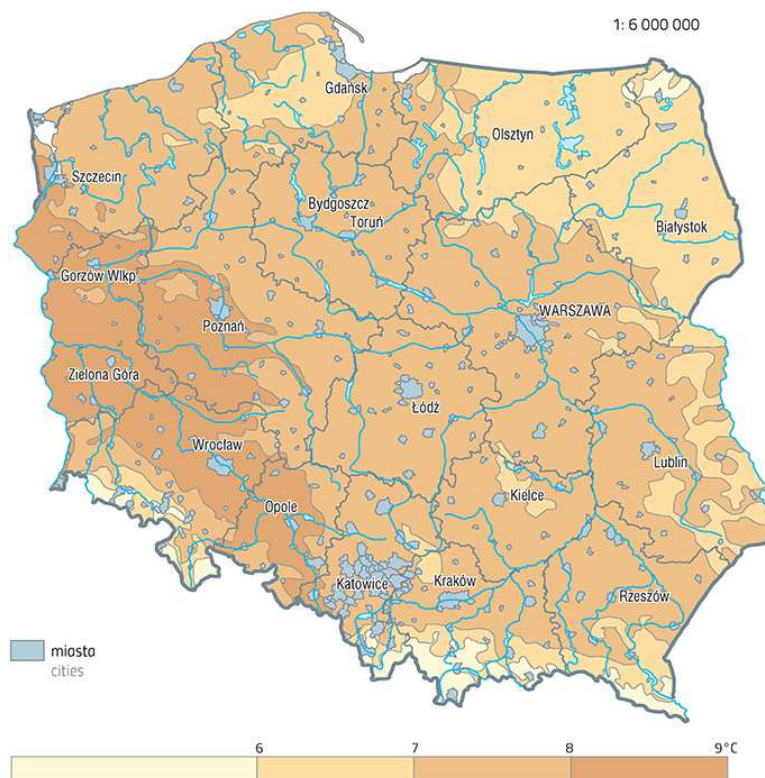 1: 6 000 000
Gdańsk
Olsztyn
Szczecin
Bydgoszcz
Toruń
Białystok
Gorzów Wlkp.
Poznań
WARSZAWA
Zielona Góra
Łódź
Wrocław
Lublin
Opole
Kielce
Katowice
Kraków
Rzeszów
miasta
cities
6 7 8 9°C